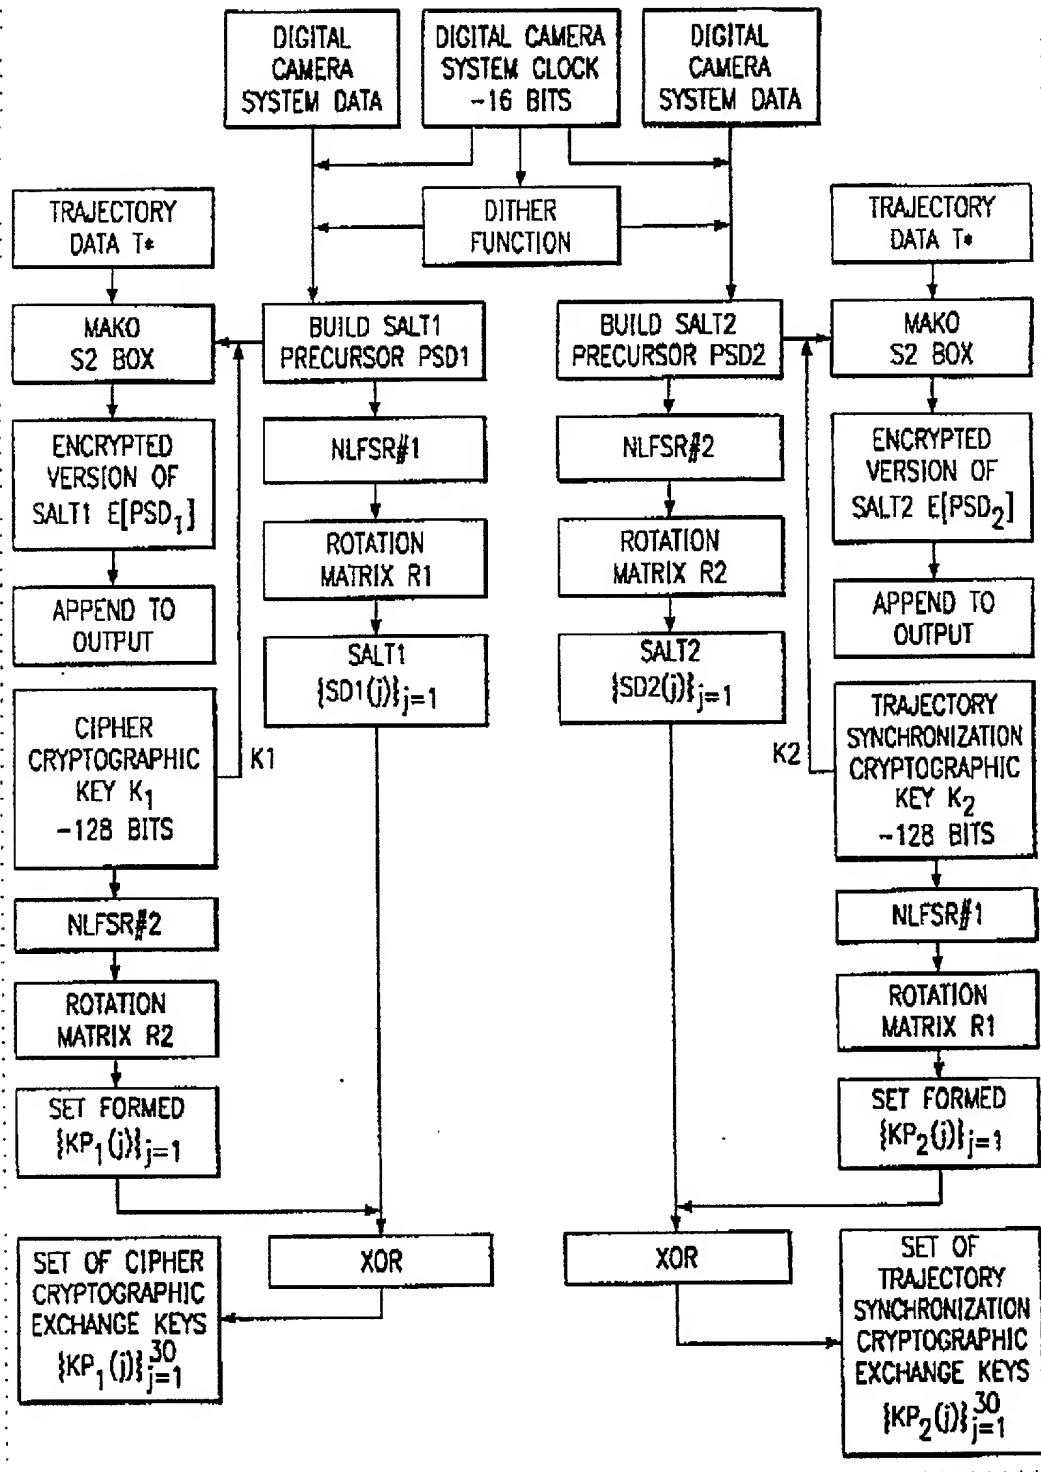 DIGITAL
CAMERA
SYSTEM DATA
DIGITAL CAMERA
SYSTEM CLOCK
-16 BITS
DIGITAL
CAMERA
SYSTEM DATA
DITHER
FUNCTION
TRAJECTORY
DATA T*
TRAJECTORY
DATA T*
MAKO
S2 BOX
BUILD SALT1
PRECURSOR PSD1
BUILD SALT2
PRECURSOR PSD2
MAKO
S2 BOX
ENCRYPTED
VERSION OF
SALT1 E[PSD1]
NLFSR#1
NLFSR#2
ENCRYPTED
VERSION OF
SALT2 E[PSD2]
ROTATION
MATRIX R1
ROTATION
MATRIX R2
APPEND TO
OUTPUT
APPEND TO
OUTPUT
SALT1
{SD1(j)}j=1
SALT2
{SD2(j)}j=1
CIPHER
CRYPTOGRAPHIC
KEY K1
-128 BITS
K1
K2
TRAJECTORY
SYNCHRONIZATION
CRYPTOGRAPHIC
KEY K2
-128 BITS
NLFSR#2
NLFSR#1
ROTATION
MATRIX R2
ROTATION
MATRIX R1
SET FORMED
{KP1(j)}j=1
SET FORMED
{KP2(j)}j=1
XOR
XOR
SET OF CIPHER
CRYPTOGRAPHIC
EXCHANGE KEYS
{KP1(j)}30j=1
SET OF
TRAJECTORY
SYNCHRONIZATION
CRYPTOGRAPHIC
EXCHANGE KEYS
{KP2(j)}30j=1